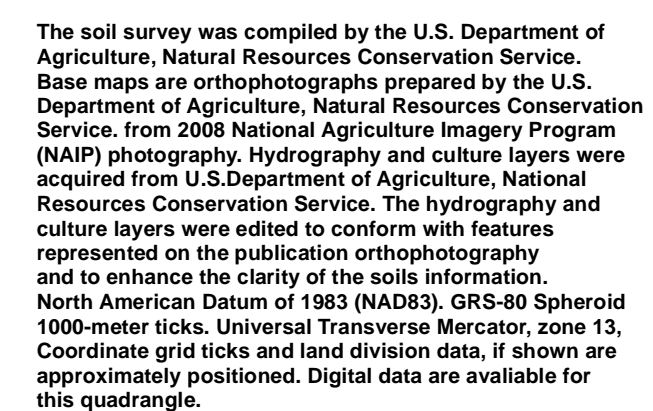 The soil survey was compiled by the U.S. Department of
Agriculture, Natural Resources Conservation Service.
Base maps are orthophotographs prepared by the U.S.
Department of Agriculture, Natural Resources Conservation
Service. from 2008 National Agriculture Imagery Program
(NAIP) photography. Hydrography and culture layers were
acquired from U.S.Department of Agriculture, National
Resources Conservation Service. The hydrography and
culture layers were edited to conform with features
represented on the publication orthophotography
and to enhance the clarity of the soils information.
North American Datum of 1983 (NAD83). GRS-80 Spheroid
1000-meter ticks. Universal Transverse Mercator, zone 13,
Coordinate grid ticks and land division data, if shown are
approximately positioned. Digital data are avaliable for
this quadrangle.